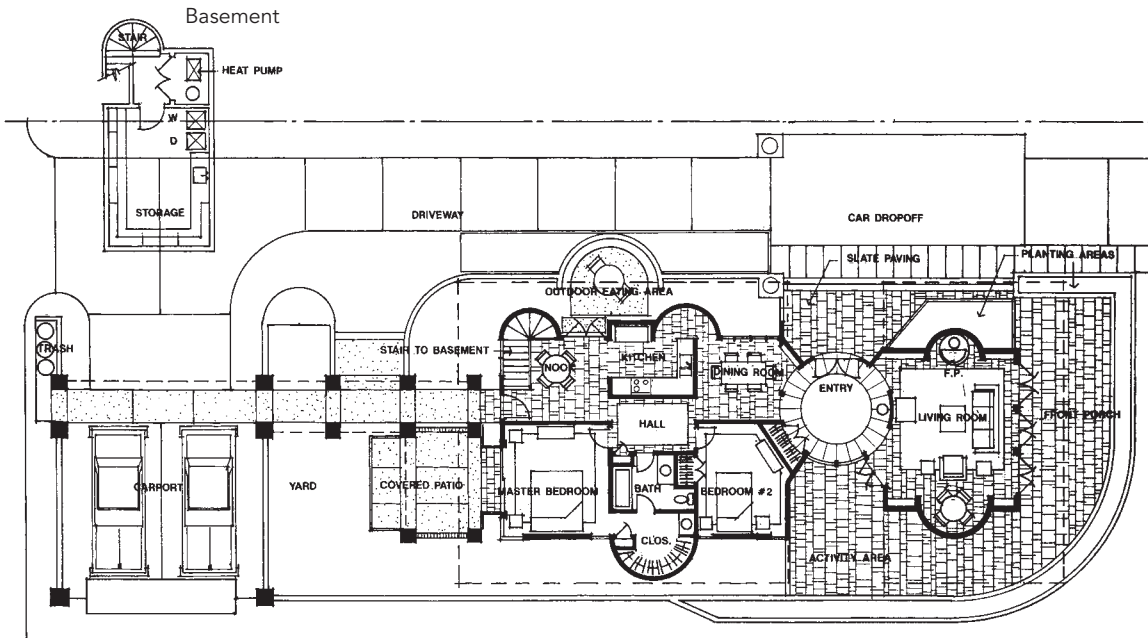 Basement
STAIR
HEAT PUMP
W
D
STORAGE
DRIVEWAY
CAR DROPOFF
SLATE PAVING
PLANTING AREAS
OUTDOOR EATING AREA
TRASH
STAIR TO BASEMENT
NOOK
KITCHEN
DINING ROOM
ENTRY
F.P.
LIVING ROOM
FRONT PORCH
HALL
CARPORT
YARD
COVERED PATIO
MASTER BEDROOM
BATH
BEDROOM #2
CLOS.
ACTIVITY AREA